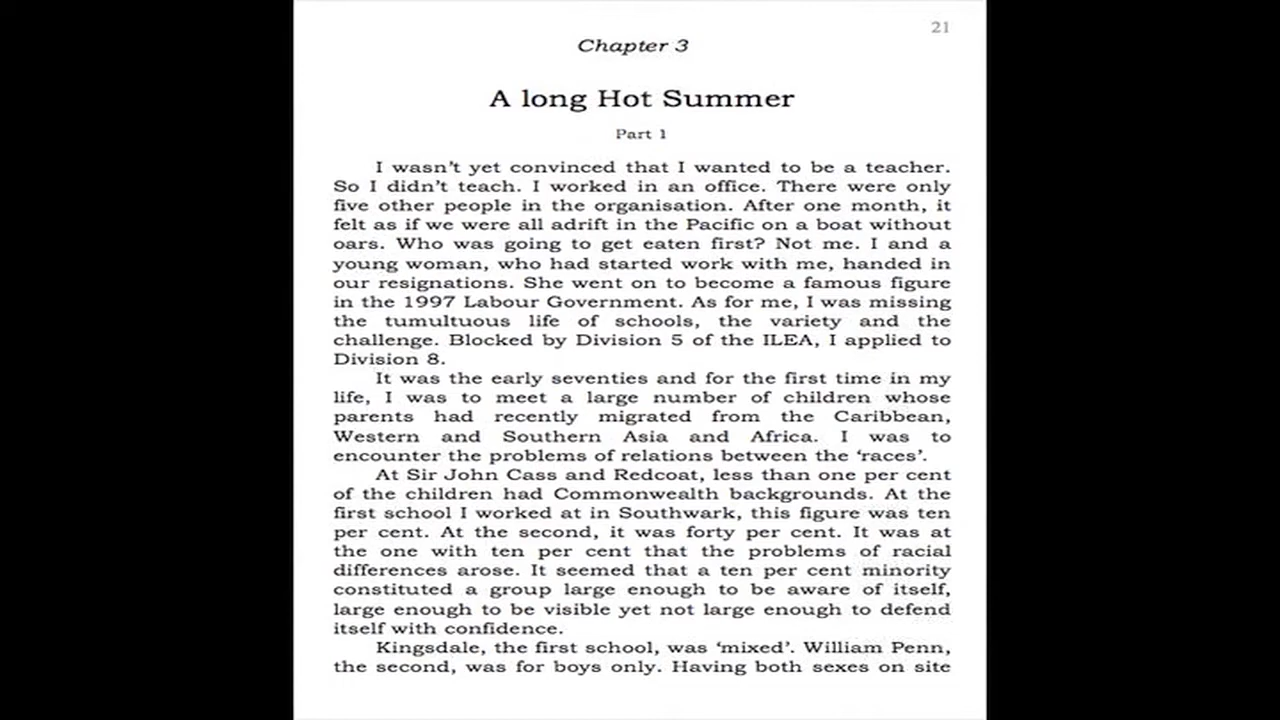 21
Chapter 3
A long Hot Summer
Part 1
I wasn't yet convinced that I wanted to be a teacher.
So I didn't teach. I worked in an office. There were only
five other people in the organisation. After one month, it
felt as if we were all adrift in the Pacific on a boat without
oars. Who was going to get eaten first? Not me. I and a
young woman, who had started work with me, handed in
our resignations. She went on to become a famous figure
in the 1997 Labour Government. As for me, I was missing
the tumultuous life of schools, the variety and the
challenge. Blocked by Division 5 of the ILEA, I applied to
Division 8.
It was the early seventies and for the first time in my
life, I was to meet a large number of children whose
parents had recently migrated from the Caribbean,
Western and Southern Asia and Africa. I was to
encounter the problems of relations between the ‘races’.
At Sir John Cass and Redcoat, less than one per cent
of the children had Commonwealth backgrounds. At the
first school I worked at in Southwark, this figure was ten
per cent. At the second, it was forty per cent. It was at
the one with ten per cent that the problems of racial
differences arose. It seemed that a ten per cent minority
constituted a group large enough to be aware of itself,
large enough to be visible yet not large enough to defend
itself with confidence.
Kingsdale, the first school, was ‘mixed’. William Penn,
the second, was for boys only. Having both sexes on site